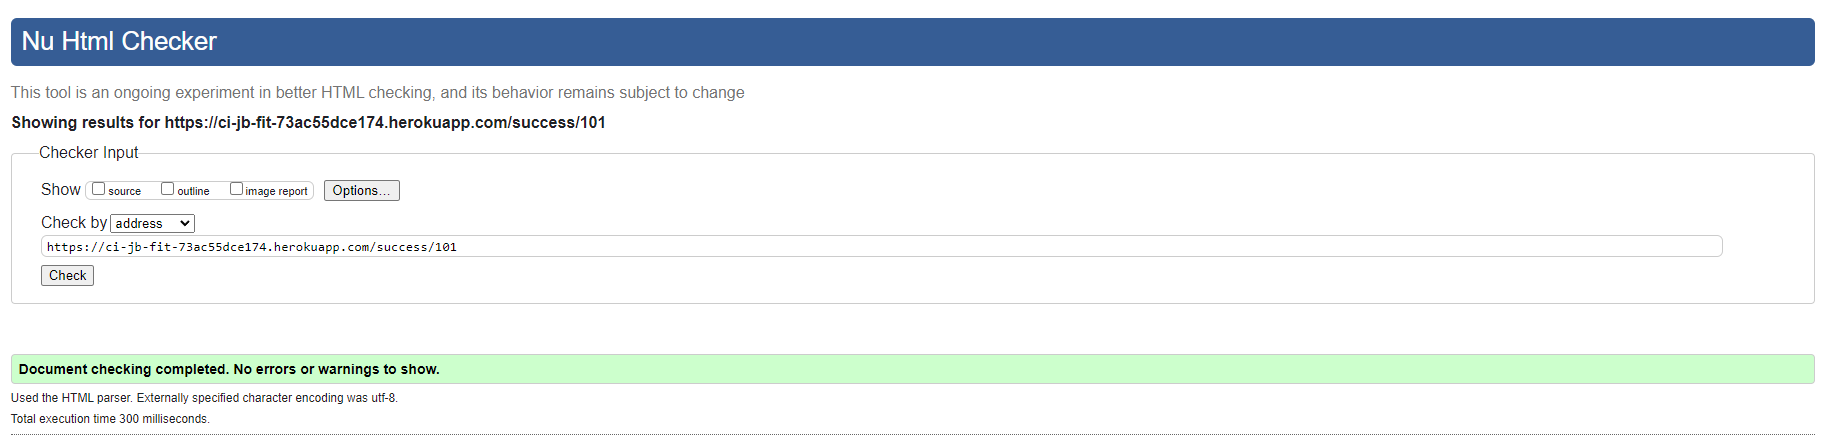 Nu Html Checker
This tool is an ongoing experiment in better HTML checking, and its behavior remains subject to change
Showing results for https://ci-jb-fit-73ac55dce174.herokuapp.com/success/101
Checker Input
Show source outline image report Options...
Check by address
https://ci-jb-fit-73ac55dce174.herokuapp.com/success/101
Check
Document checking completed. No errors or warnings to show.
Used the HTML parser. Externally specified character encoding was utf-8.
Total execution time 300 milliseconds.